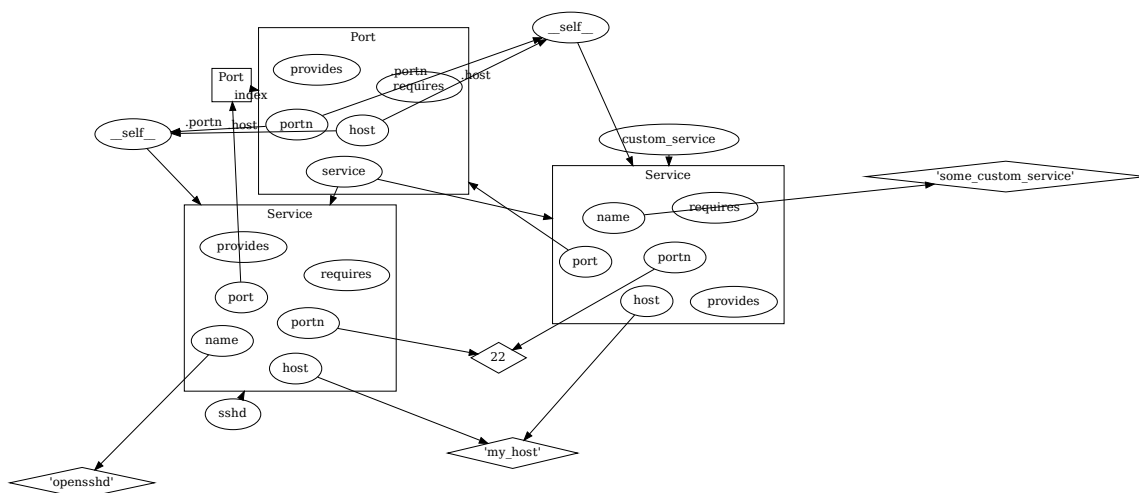 __self__
Port
provides
Port
.portn
.host
requires
index
.portn
.host
portn
host
__self__
custom_service
service
Service
'some_custom_service'
name
requires
Service
provides
port
portn
requires
port
host
provides
portn
name
22
host
sshd
'my_host'
'opensshd'